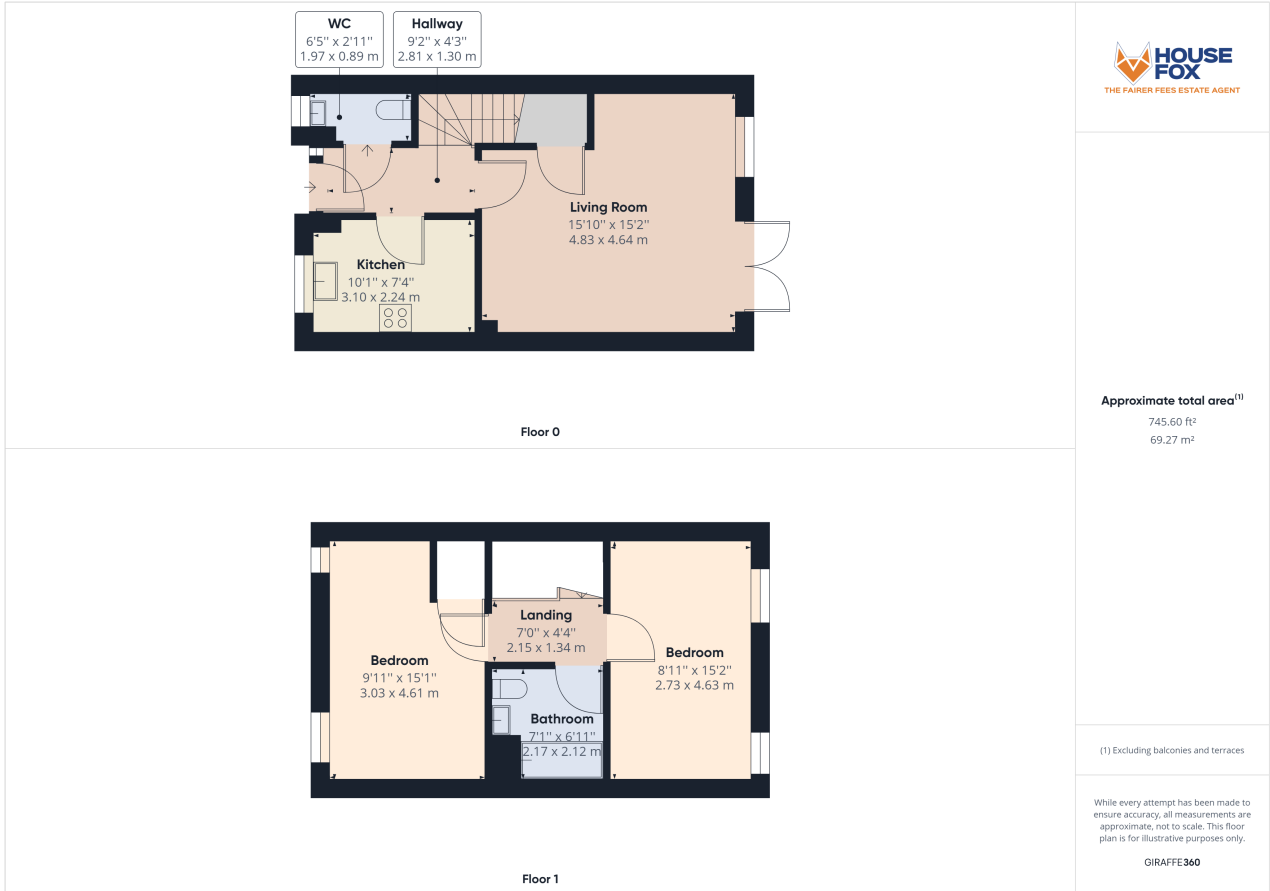 WC
6'5'' x 2'11''
1.97 x 0.89 m
Hallway
9'2'' x 4'3''
2.81 x 1.30 m
Living Room
15'10'' x 15'2''
4.83 x 4.64 m
Kitchen
10'1'' x 7'4''
3.10 x 2.24 m
Floor 0
Landing
7'0'' x 4'4''
2.15 x 1.34 m
Bedroom
9'11'' x 15'1''
3.03 x 4.61 m
Bedroom
8'11'' x 15'2''
2.73 x 4.63 m
Bathroom
7'1'' x 6'11''
2.17 x 2.12 m
Floor 1
HOUSE
FOX
THE FAIRER FEES ESTATE AGENT
Approximate total area(1)
745.60 ft²
69.27 m²
(1) Excluding balconies and terraces
While every attempt has been made to
ensure accuracy, all measurements are
approximate, not to scale. This floor
plan is for illustrative purposes only.
GIRAFFE360